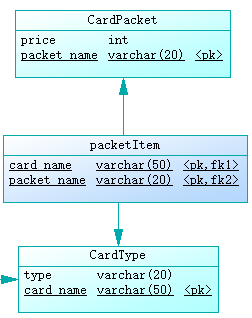 CardPacket
price int
packet_name varchar(20) <pk>
packetItem
card_name varchar(50) <pk,fk1>
packet_name varchar(20) <pk,fk2>
CardType
type varchar(20)
card_name varchar(50) <pk>